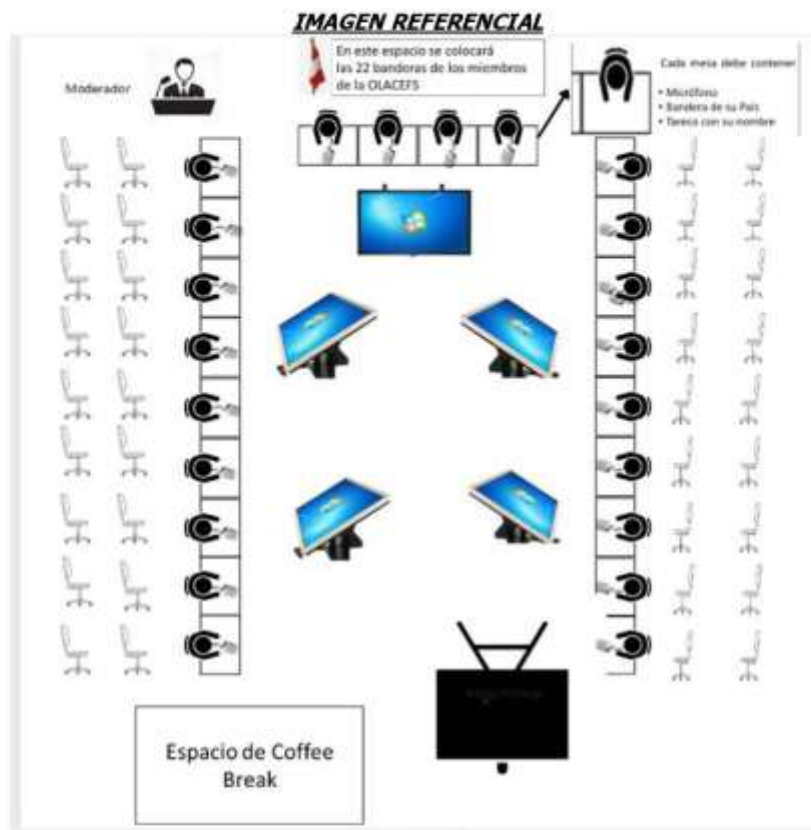 IMAGEN REFERENCIAL
En este espacio se colocará
las 22 banderas de los miembros
de la OLACEFS
Moderador
Cada mesa debe contener
• Micrófono
• Bandera de su País
• Tarjeta con su nombre
Espacio de Coffee
Break